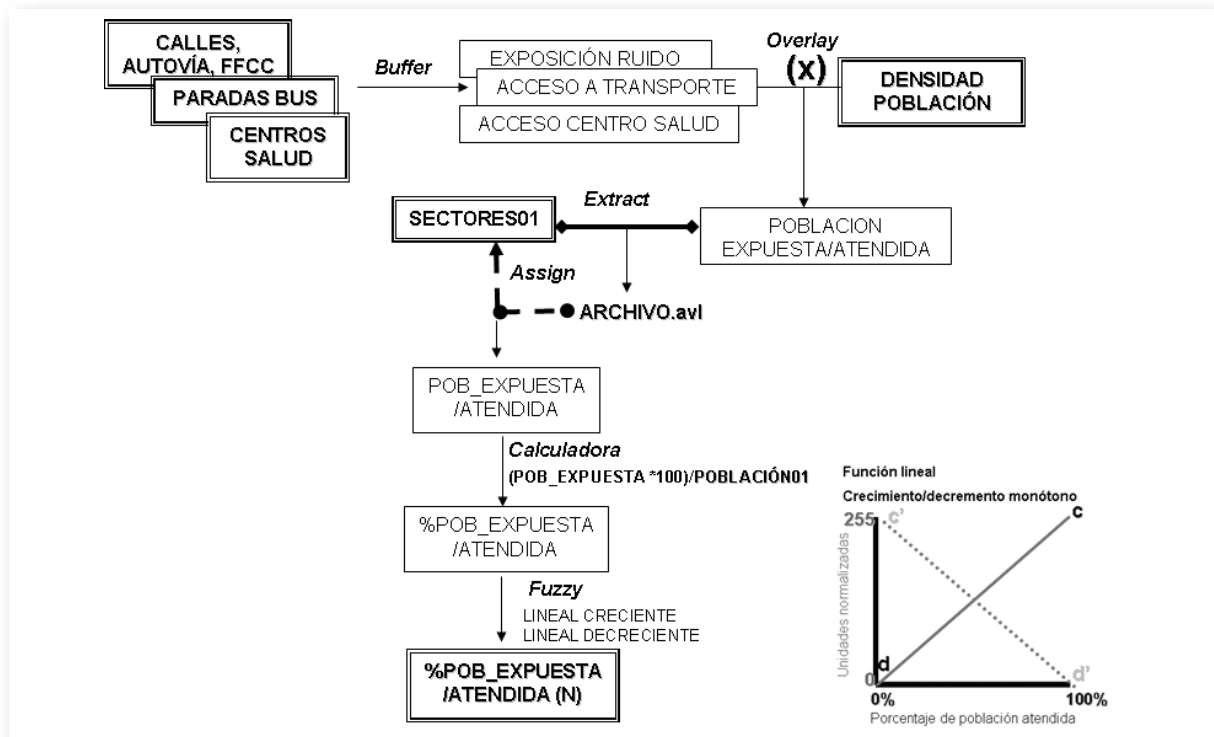 CALLES,
AUTOVÍA, FFCC
PARADAS BUS
CENTROS
SALUD
Buffer
EXPOSICIÓN RUIDO
ACCESO A TRANSPORTE
ACCESO CENTRO SALUD
Overlay
(x)
DENSIDAD
POBLACIÓN
SECTORES01
Extract
POBLACION
EXPUESTA/ATENDIDA
Assign
ARCHIVO.avl
POB_EXPUESTA
/ATENDIDA
Calculadora
(POB_EXPUESTA *100)/POBLACIÓN01
%POB_EXPUESTA
/ATENDIDA
Fuzzy
LINEAL CRECIENTE
LINEAL DECRECIENTE
%POB_EXPUESTA
/ATENDIDA (N)
Función lineal
Crecimiento/decremento monótono
255
c'
c
Unidades normalizadas
d
d'
0
0%
100%
Porcentaje de población atendida